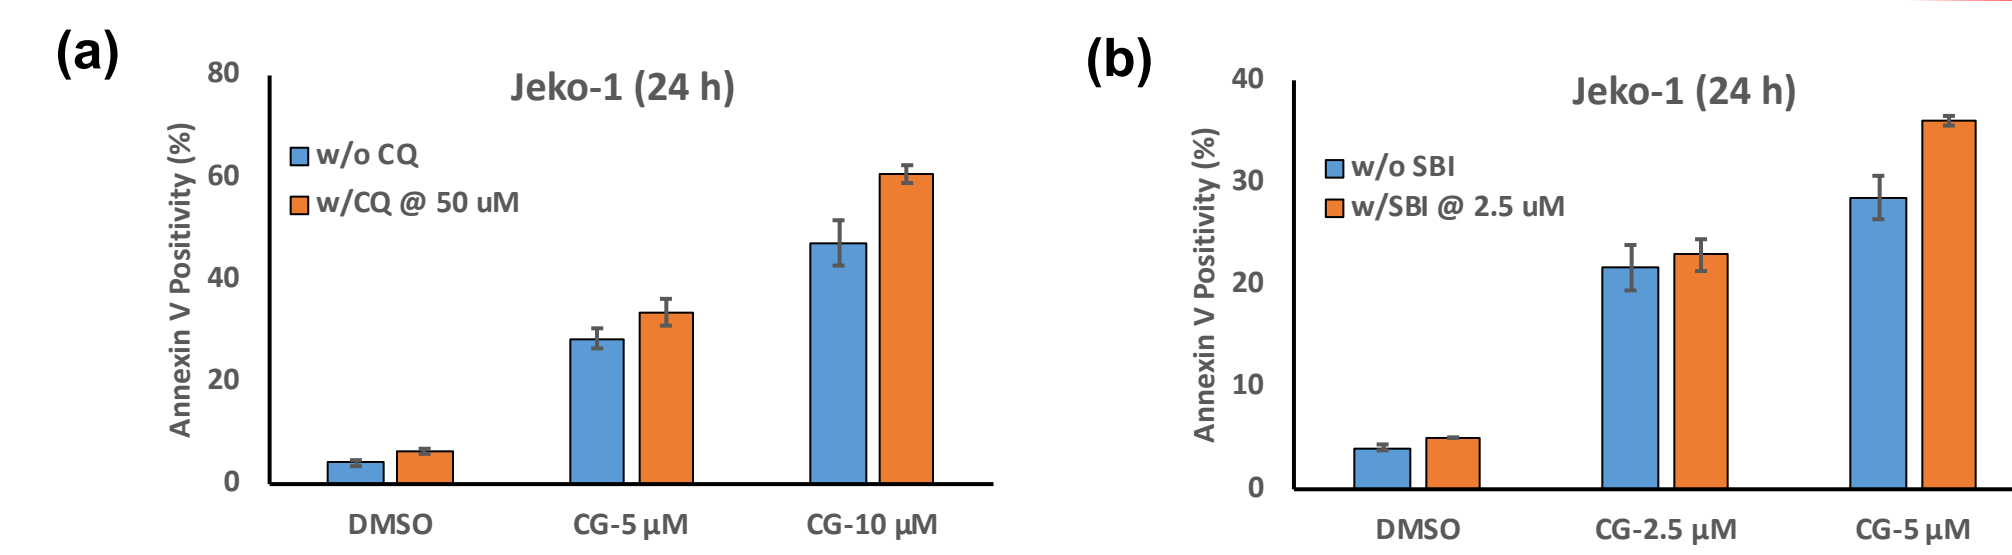 (a)
Jeko-1 (24 h)
Annexin V Positivity (%)
80
60
40
20
0
w/o CQ
w/CQ @ 50 uM
DMSO
CG-5 µM
CG-10 µM
(b)
Jeko-1 (24 h)
Annexin V Positivity (%)
40
30
20
10
0
w/o SBI
w/SBI @ 2.5 uM
DMSO
CG-2.5 µM
CG-5 µM